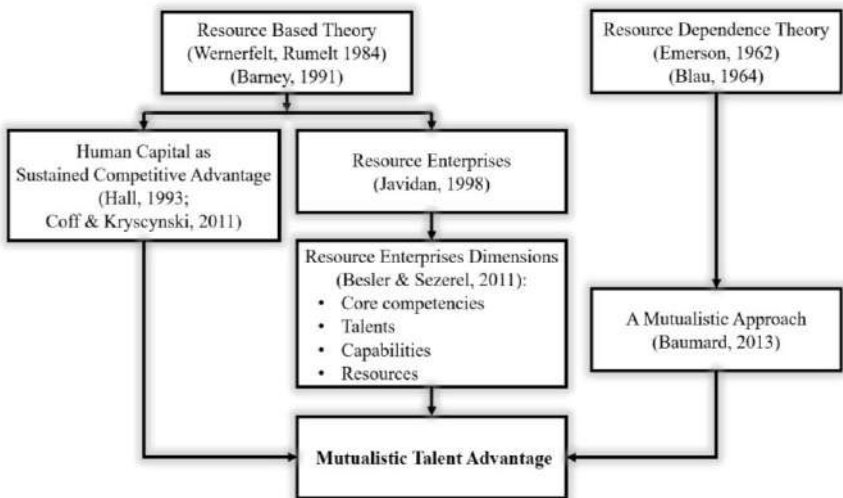 Resource Based Theory
(Wernerfelt, Rumelt 1984)
(Barney, 1991)
Resource Dependence Theory
(Emerson, 1962)
(Blau, 1964)
Human Capital as
Sustained Competitive Advantage
(Hall, 1993;
Coff & Kryscynski, 2011)
Resource Enterprises
(Javidan, 1998)
Resource Enterprises Dimensions
(Besler & Sezerel, 2011):
• Core competencies
• Talents
• Capabilities
• Resources
A Mutualistic Approach
(Baumard, 2013)
Mutualistic Talent Advantage